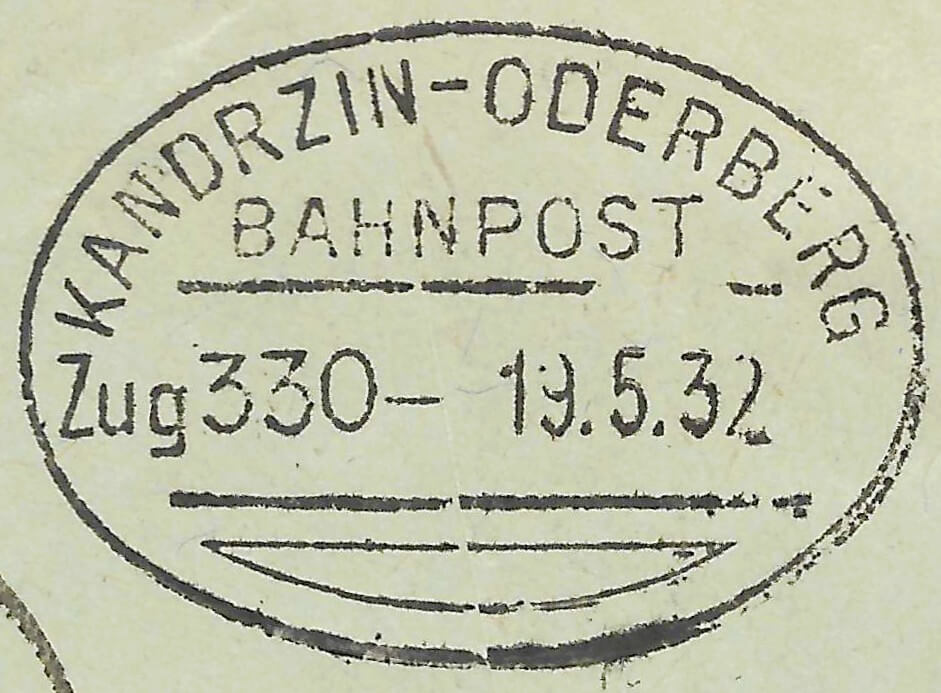 KANDRZIN-ODERBERG
BAHNPOST
Zug 330- 19.5.32